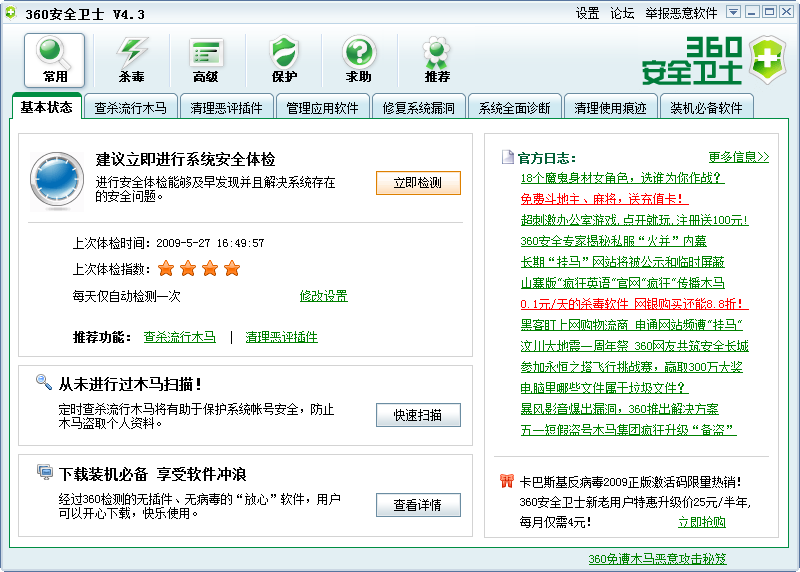 360安全卫士 V4.3
设置 论坛 举报恶意软件
常用 杀毒 高级 保护 求助 推荐
360
安全卫士
基本状态 查杀流行木马 清理恶评插件 管理应用软件 修复系统漏洞 系统全面诊断 清理使用痕迹 装机必备软件
建议立即进行系统安全体检
进行安全体检能够及早发现并且解决系统存在
的安全问题。
立即检测
上次体检时间：2009-5-27 16:49:57
上次体检指数：
每天仅自动检测一次 修改设置
推荐功能： 查杀流行木马 | 清理恶评插件
从未进行过木马扫描！
定时查杀流行木马将有助于保护系统帐号安全，防止
木马盗取个人资料。
快速扫描
下载装机必备 享受软件冲浪
经过360检测的无插件、无病毒的“放心”软件，用户
可以开心下载，快乐使用。
查看详情
官方日志： 更多信息>>
18个魔鬼身材女角色，选谁为你作战？
免费斗地主、麻将，送充值卡！
超刺激办公室游戏,点开就玩,注册送100元!
360安全专家揭秘私服“火并”内幕
长期“挂马”网站将被公示和临时屏蔽
山寨版“疯狂英语”官网“疯狂”传播木马
0.1元/天的杀毒软件 网银购买还能8.8折！
黑客盯上网购物流商 申通网站频遭“挂马”
汶川大地震一周年祭 360网友共筑安全长城
参加永恒之塔飞行挑战赛，赢取300万大奖
电脑里哪些文件属于垃圾文件？
暴风影音爆出漏洞，360推出解决方案
五一短假盗号木马集团疯狂升级“备盗”
卡巴斯基反病毒2009正版激活码限量热销！
360安全卫士新老用户特惠升级价25元/半年，
每月仅需4元！ 立即抢购
360免遭木马恶意攻击秘笈